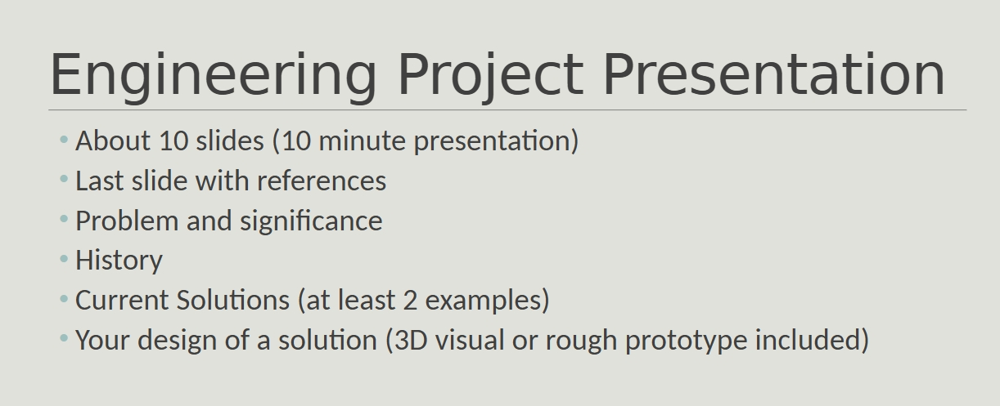 Engineering Project Presentation
• About 10 slides (10 minute presentation)
• Last slide with references
• Problem and significance
• History
• Current Solutions (at least 2 examples)
• Your design of a solution (3D visual or rough prototype included)